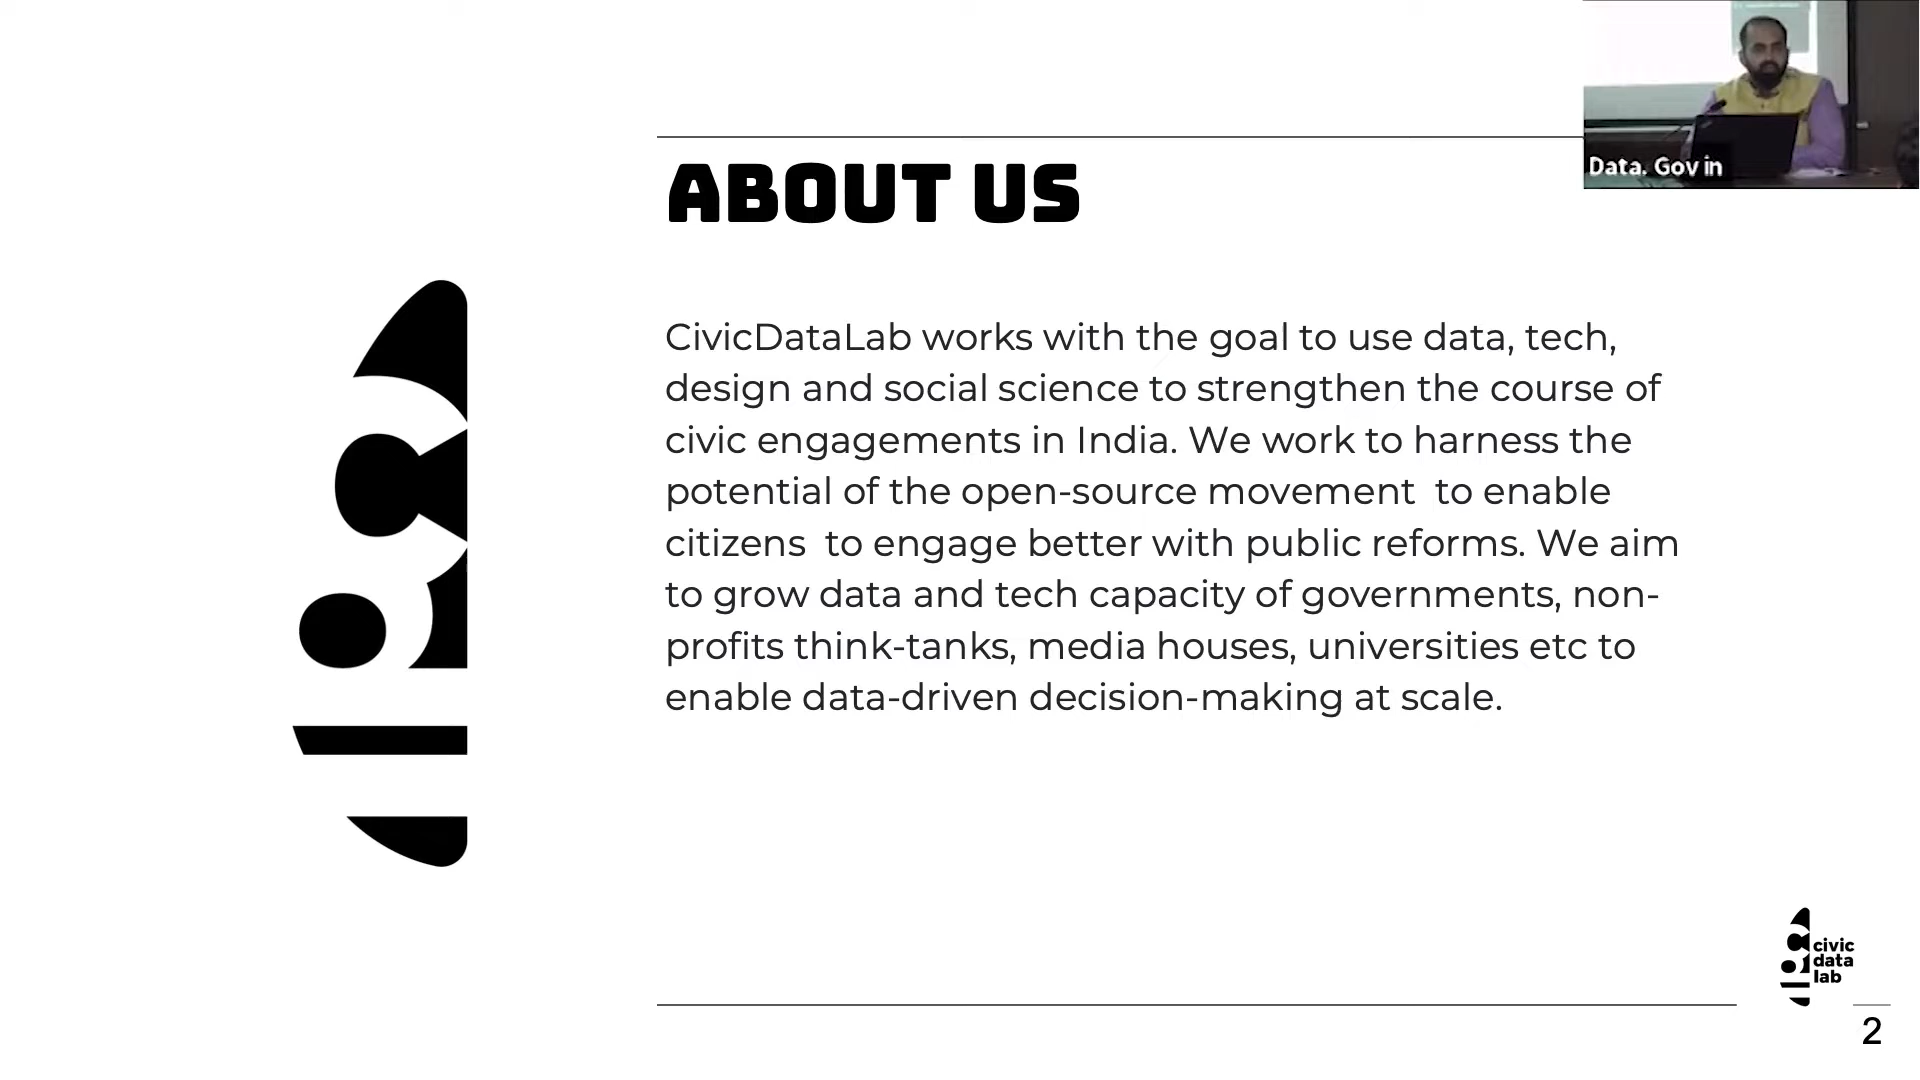 Data. Gov in
ABOUT US
CivicDataLab works with the goal to use data, tech,
design and social science to strengthen the course of
civic engagements in India. We work to harness the
potential of the open-source movement  to enable
citizens  to engage better with public reforms. We aim
to grow data and tech capacity of governments, non-
profits think-tanks, media houses, universities etc to
enable data-driven decision-making at scale.
civic
data
lab
2